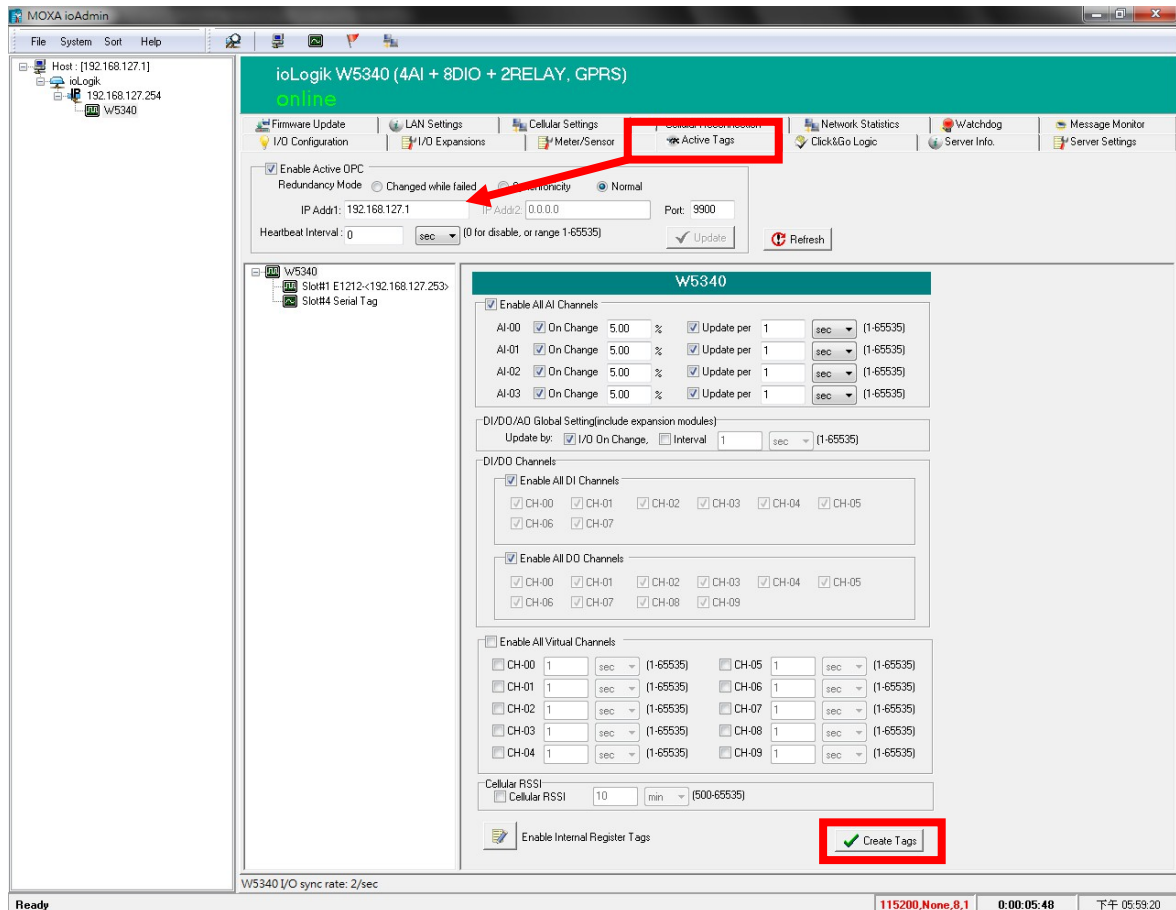 MOXA ioAdmin
File System Sort Help
Host : [192.168.127.1]
ioLogik
192.168.127.254
W5340
ioLogik W5340 (4AI + 8DIO + 2RELAY, GPRS)
online
Firmware Update LAN Settings Cellular Settings Cellular Reconnection Network Statistics Watchdog Message Monitor
I/O Configuration I/O Expansions Meter/Sensor Active Tags Click&Go Logic Server Info. Server Settings
Enable Active OPC
Redundancy Mode Changed while failed Synchronicity Normal
IP Addr1: 192.168.127.1 IP Addr2: 0.0.0.0 Port: 9900
Heartbeat Interval : 0 sec (0 for disable, or range 1-65535) Update Refresh
W5340
Slot#1 E1212-<192.168.127.253>
Slot#4 Serial Tag
W5340
Enable All AI Channels
AI-00 On Change 5.00 % Update per 1 sec (1-65535)
AI-01 On Change 5.00 % Update per 1 sec (1-65535)
AI-02 On Change 5.00 % Update per 1 sec (1-65535)
AI-03 On Change 5.00 % Update per 1 sec (1-65535)
DI/DO/AO Global Setting(include expansion modules)
Update by: I/O On Change, Interval 1 sec (1-65535)
DI/DO Channels
Enable All DI Channels
CH-00 CH-01 CH-02 CH-03 CH-04 CH-05
CH-06 CH-07
Enable All DO Channels
CH-00 CH-01 CH-02 CH-03 CH-04 CH-05
CH-06 CH-07 CH-08 CH-09
Enable All Virtual Channels
CH-00 1 sec (1-65535) CH-05 1 sec (1-65535)
CH-01 1 sec (1-65535) CH-06 1 sec (1-65535)
CH-02 1 sec (1-65535) CH-07 1 sec (1-65535)
CH-03 1 sec (1-65535) CH-08 1 sec (1-65535)
CH-04 1 sec (1-65535) CH-09 1 sec (1-65535)
Cellular RSSI
Cellular RSSI 10 min (500-65535)
Enable Internal Register Tags Create Tags
W5340 I/O sync rate: 2/sec
Ready 115200,None,8,1 0:00:05:48 下午 05:59:20